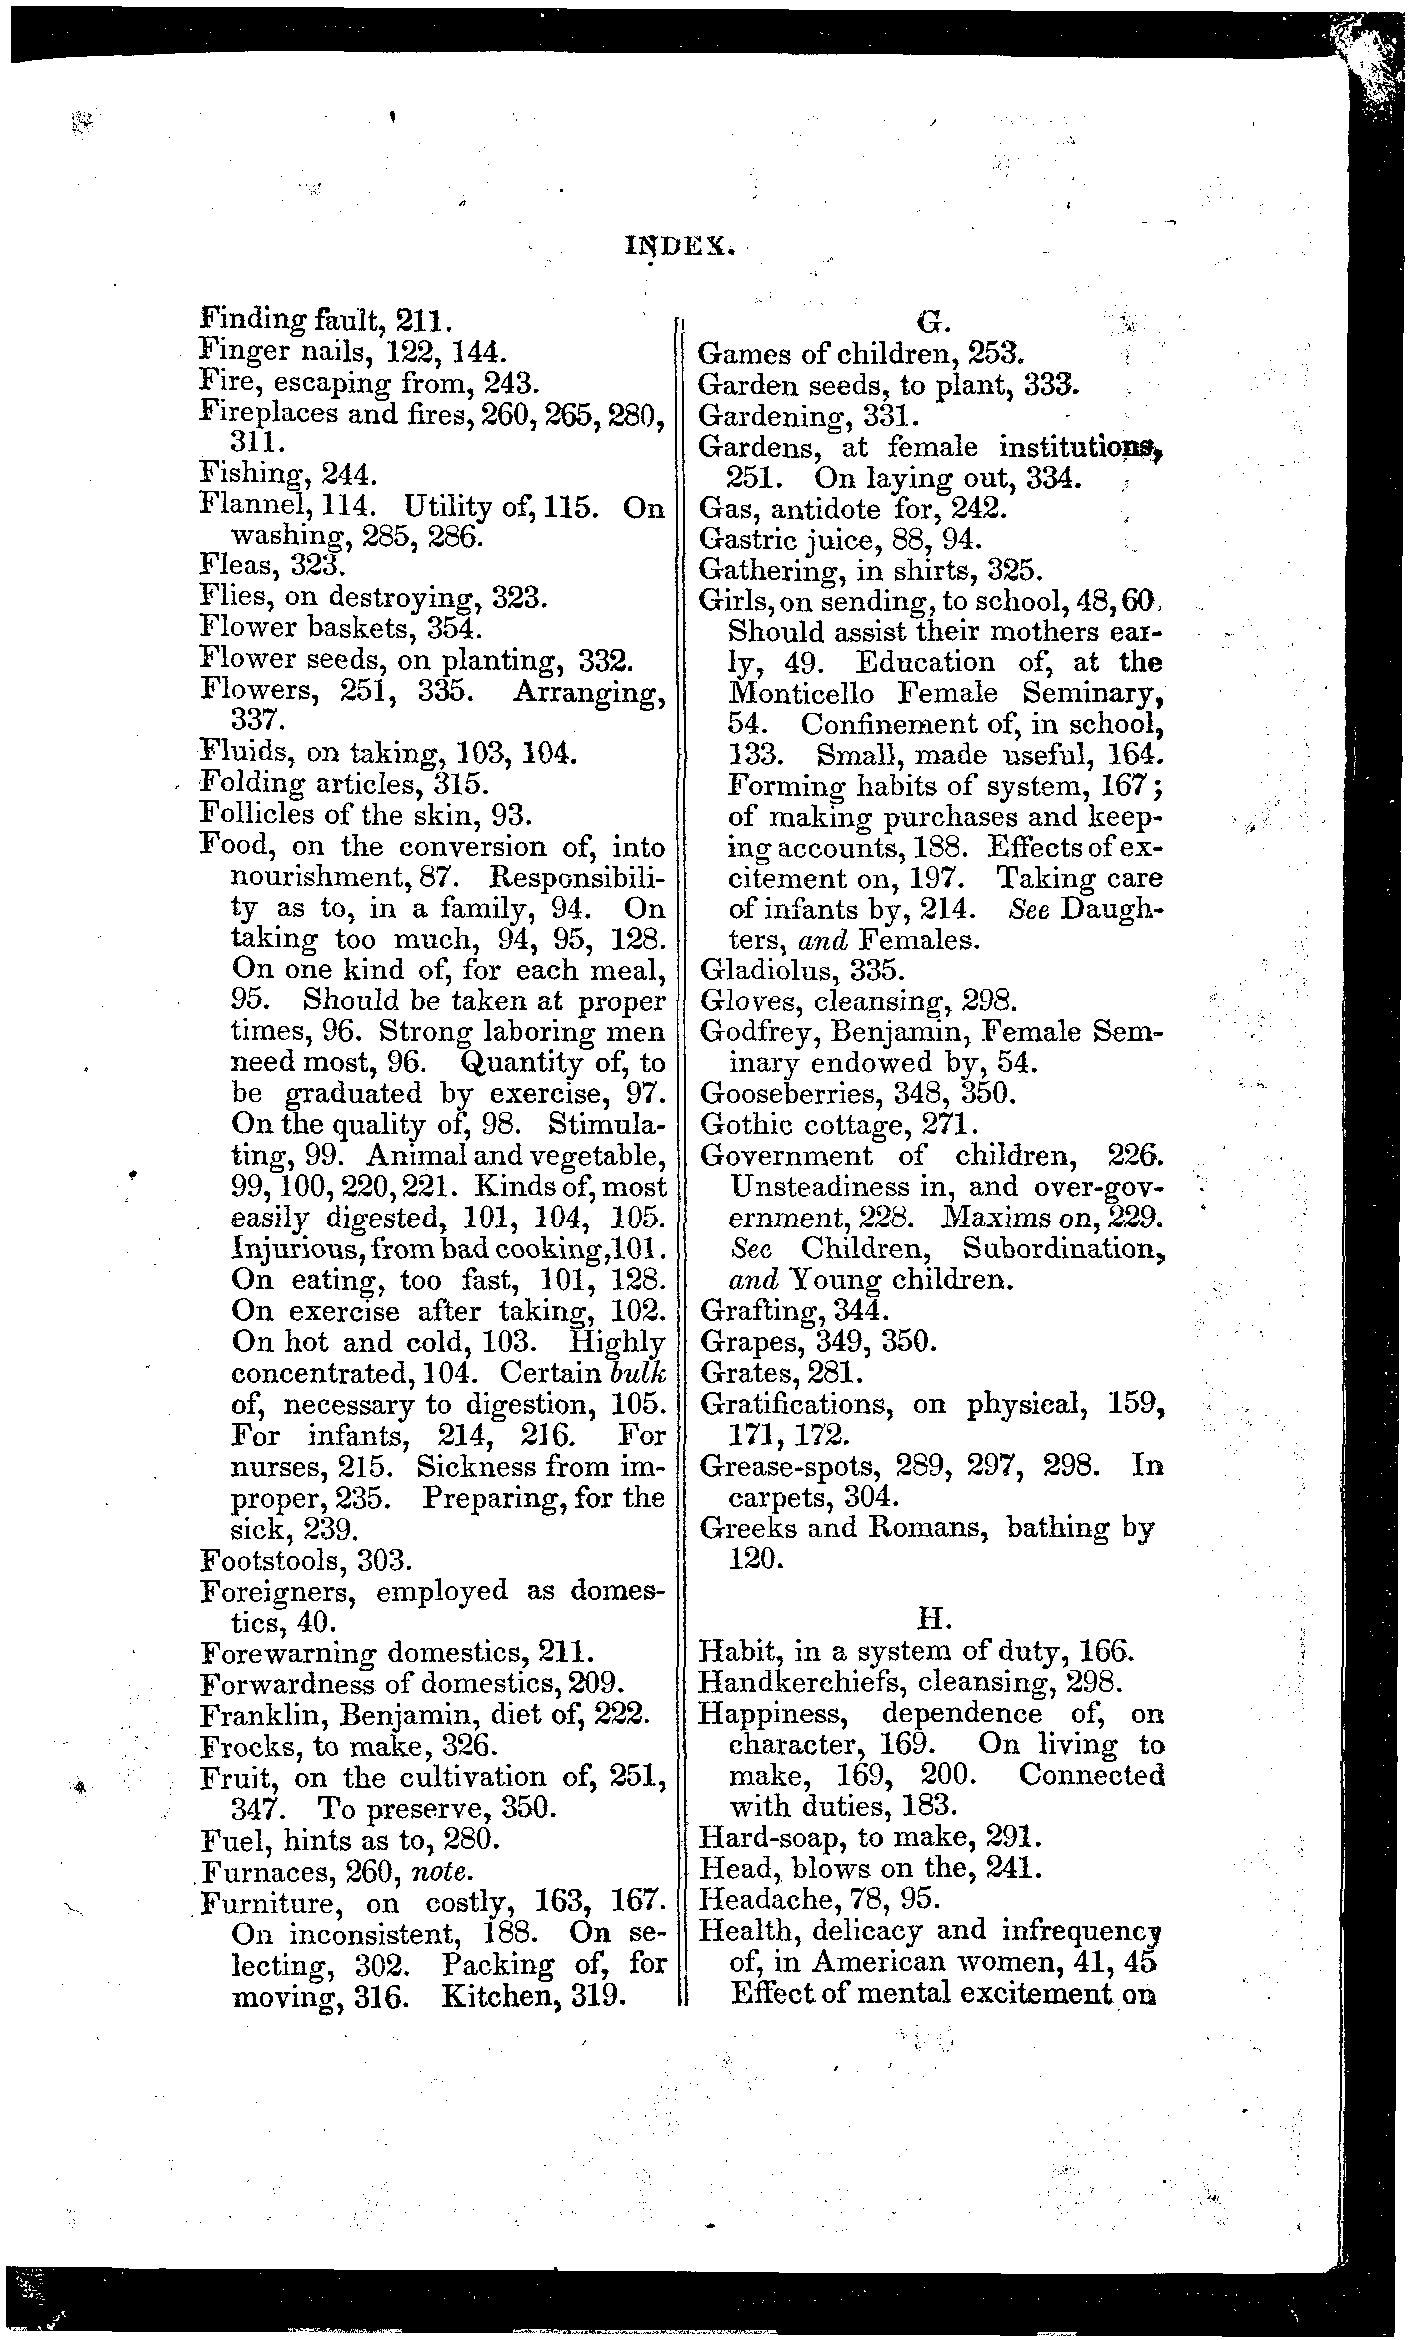 INDEX.
Finding fault, 211.
Finger nails, 122, 144.
Fire, escaping from, 243.
Fireplaces and fires, 260, 265, 280,
311.
Fishing, 244.
Flannel, 114. Utility of, 115. On
washing, 285, 286.
Fleas, 323.
Flies, on destroying, 323.
Flower baskets, 354.
Flower seeds, on planting, 332.
Flowers, 251, 335. Arranging,
337.
Fluids, on taking, 103, 104.
Folding articles, 315.
Follicles of the skin, 93.
Food, on the conversion of, into
nourishment, 87. Responsibili-
ty as to, in a family, 94. On
taking too much, 94, 95, 128.
On one kind of, for each meal,
95. Should be taken at proper
times, 96. Strong laboring men
need most, 96. Quantity of, to
be graduated by exercise, 97.
On the quality of, 98. Stimula-
ting, 99. Animal and vegetable,
99, 100, 220, 221. Kinds of, most
easily digested, 101, 104, 105.
Injurious, from bad cooking, 101.
On eating, too fast, 101, 128.
On exercise after taking, 102.
On hot and cold, 103. Highly
concentrated, 104. Certain bulk
of, necessary to digestion, 105.
For infants, 214, 216. For
nurses, 215. Sickness from im-
proper, 235. Preparing, for the
sick, 239.
Footstools, 303.
Foreigners, employed as domes-
tics, 40.
Forewarning domestics, 211.
Forwardness of domestics, 209.
Franklin, Benjamin, diet of, 222.
Frocks, to make, 326.
Fruit, on the cultivation of, 251,
347. To preserve, 350.
Fuel, hints as to, 280.
Furnaces, 260, note.
Furniture, on costly, 163, 167.
On inconsistent, 188. On se-
lecting, 302. Packing of, for
moving, 316. Kitchen, 319.
G.
Games of children, 253.
Garden seeds, to plant, 333.
Gardening, 331.
Gardens, at female institutions,
251. On laying out, 334.
Gas, antidote for, 242.
Gastric juice, 88, 94.
Gathering, in shirts, 325.
Girls, on sending, to school, 48, 60.
Should assist their mothers ear-
ly, 49. Education of, at the
Monticello Female Seminary,
54. Confinement of, in school,
133. Small, made useful, 164.
Forming habits of system, 167;
of making purchases and keep-
ing accounts, 188. Effects of ex-
citement on, 197. Taking care
of infants by, 214. See Daugh-
ters, and Females.
Gladiolus, 335.
Gloves, cleansing, 298.
Godfrey, Benjamin, Female Sem-
inary endowed by, 54.
Gooseberries, 348, 350.
Gothic cottage, 271.
Government of children, 226.
Unsteadiness in, and over-gov-
ernment, 228. Maxims on, 229.
See Children, Subordination,
and Young children.
Grafting, 344.
Grapes, 349, 350.
Grates, 281.
Gratifications, on physical, 159,
171, 172.
Grease-spots, 289, 297, 298. In
carpets, 304.
Greeks and Romans, bathing by
120.
H.
Habit, in a system of duty, 166.
Handkerchiefs, cleansing, 298.
Happiness, dependence of, on
character, 169. On living to
make, 169, 200. Connected
with duties, 183.
Hard-soap, to make, 291.
Head, blows on the, 241.
Headache, 78, 95.
Health, delicacy and infrequency
of, in American women, 41, 45
Effect of mental excitement on